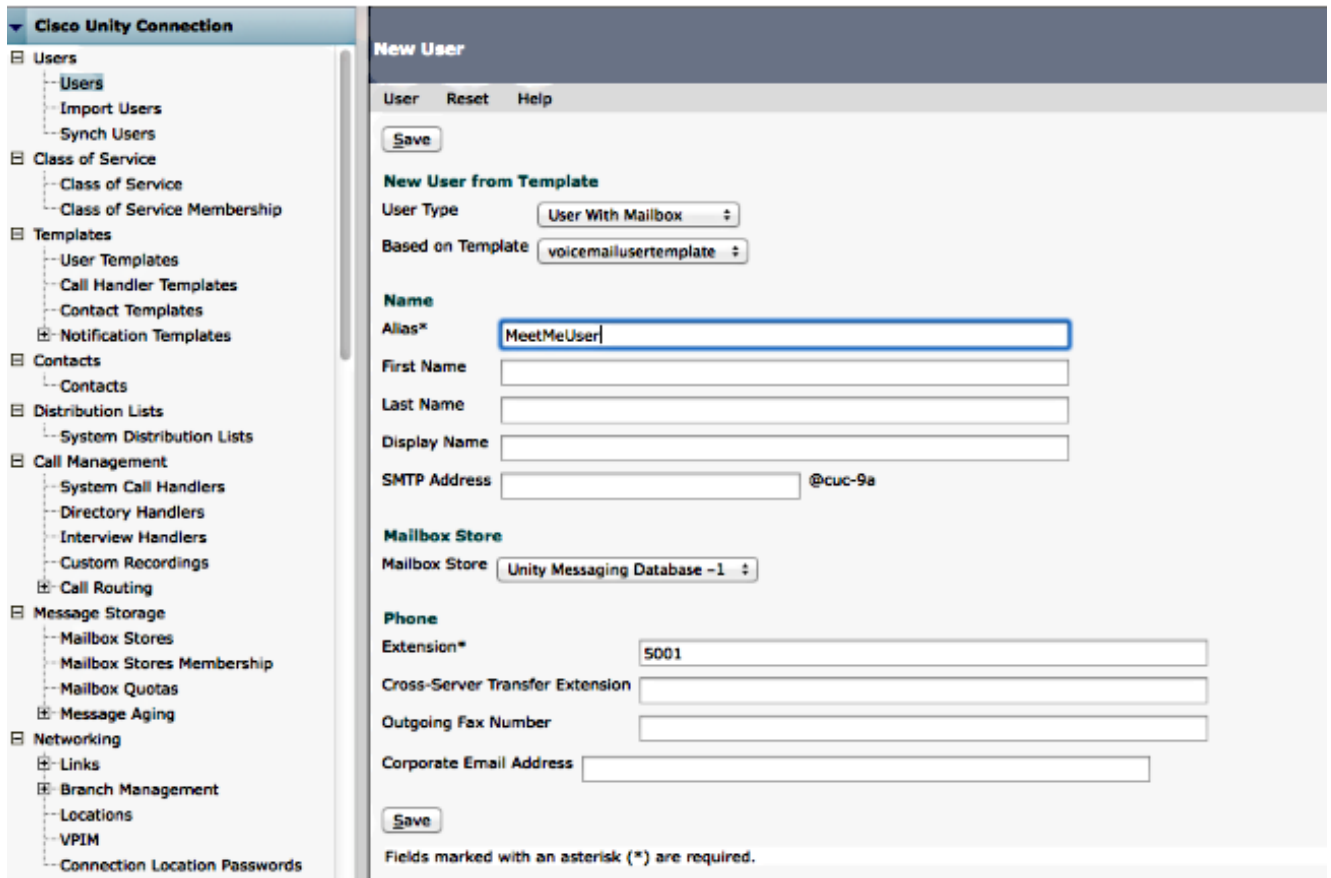 Cisco Unity Connection
Users
Users
Import Users
Synch Users
Class of Service
Class of Service
Class of Service Membership
Templates
User Templates
Call Handler Templates
Contact Templates
Notification Templates
Contacts
Contacts
Distribution Lists
System Distribution Lists
Call Management
System Call Handlers
Directory Handlers
Interview Handlers
Custom Recordings
Call Routing
Message Storage
Mailbox Stores
Mailbox Stores Membership
Mailbox Quotas
Message Aging
Networking
Links
Branch Management
Locations
VPIM
Connection Location Passwords
New User
User Reset Help
Save
New User from Template
User Type User With Mailbox
Based on Template voicemailusertemplate
Name
Alias* MeetMeUser
First Name
Last Name
Display Name
SMTP Address @cuc-9a
Mailbox Store
Mailbox Store Unity Messaging Database -1
Phone
Extension* 5001
Cross-Server Transfer Extension
Outgoing Fax Number
Corporate Email Address
Save
Fields marked with an asterisk (*) are required.